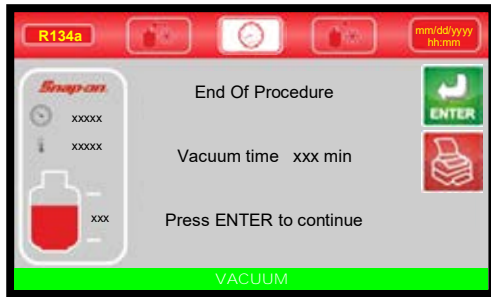 R134a
mm/dd/yyyy
hh:mm
Snap-on
xxxxx
xxxxx
xxx
End Of Procedure
Vacuum time xxx min
Press ENTER to continue
ENTER
VACUUM